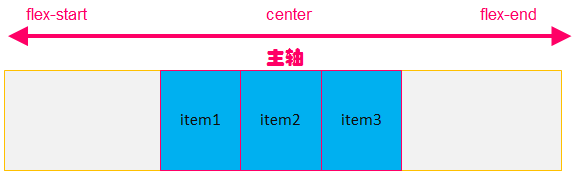 flex-start center flex-end
主轴
item1 item2 item3